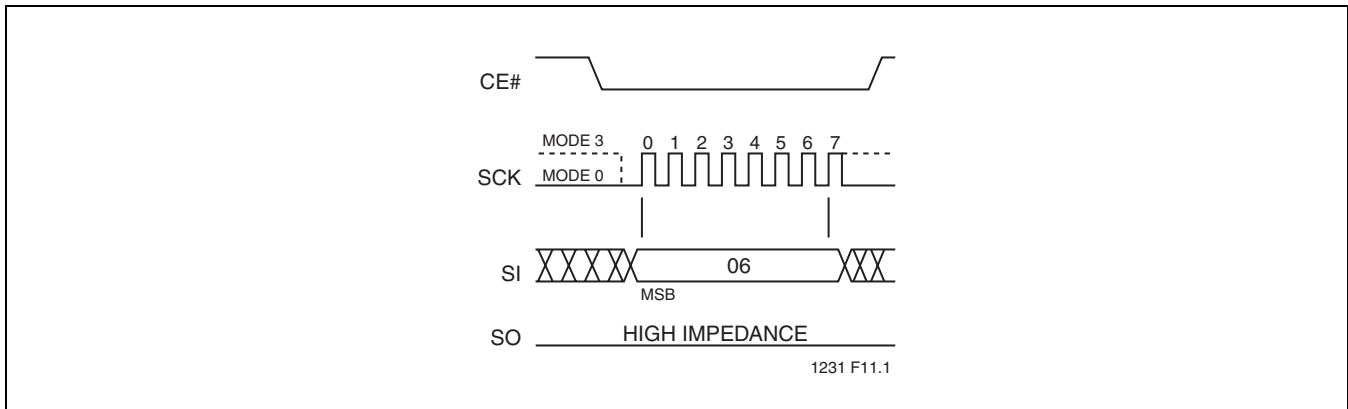 CE#
MODE 3
0 1 2 3 4 5 6 7
SCK
MODE 0
SI
06
MSB
SO
HIGH IMPEDANCE
1231 F11.1